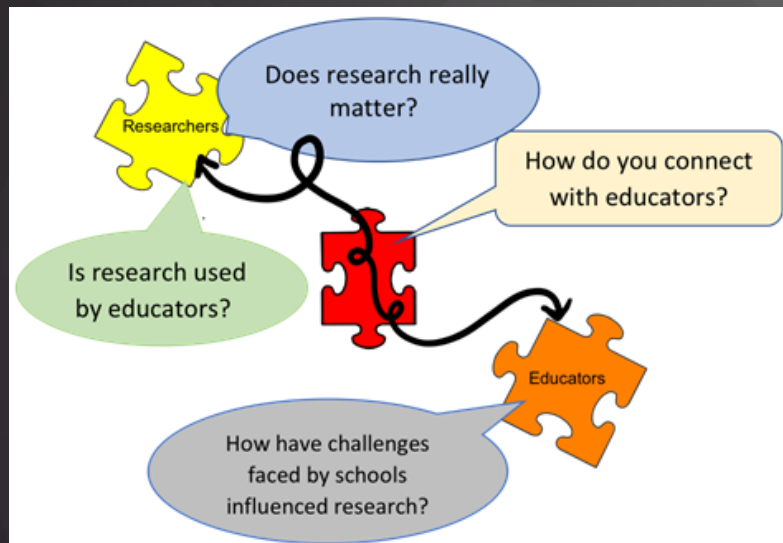 Does research really
matter?
Researchers
How do you connect
with educators?
Is research used
by educators?
Educators
How have challenges
faced by schools
influenced research?